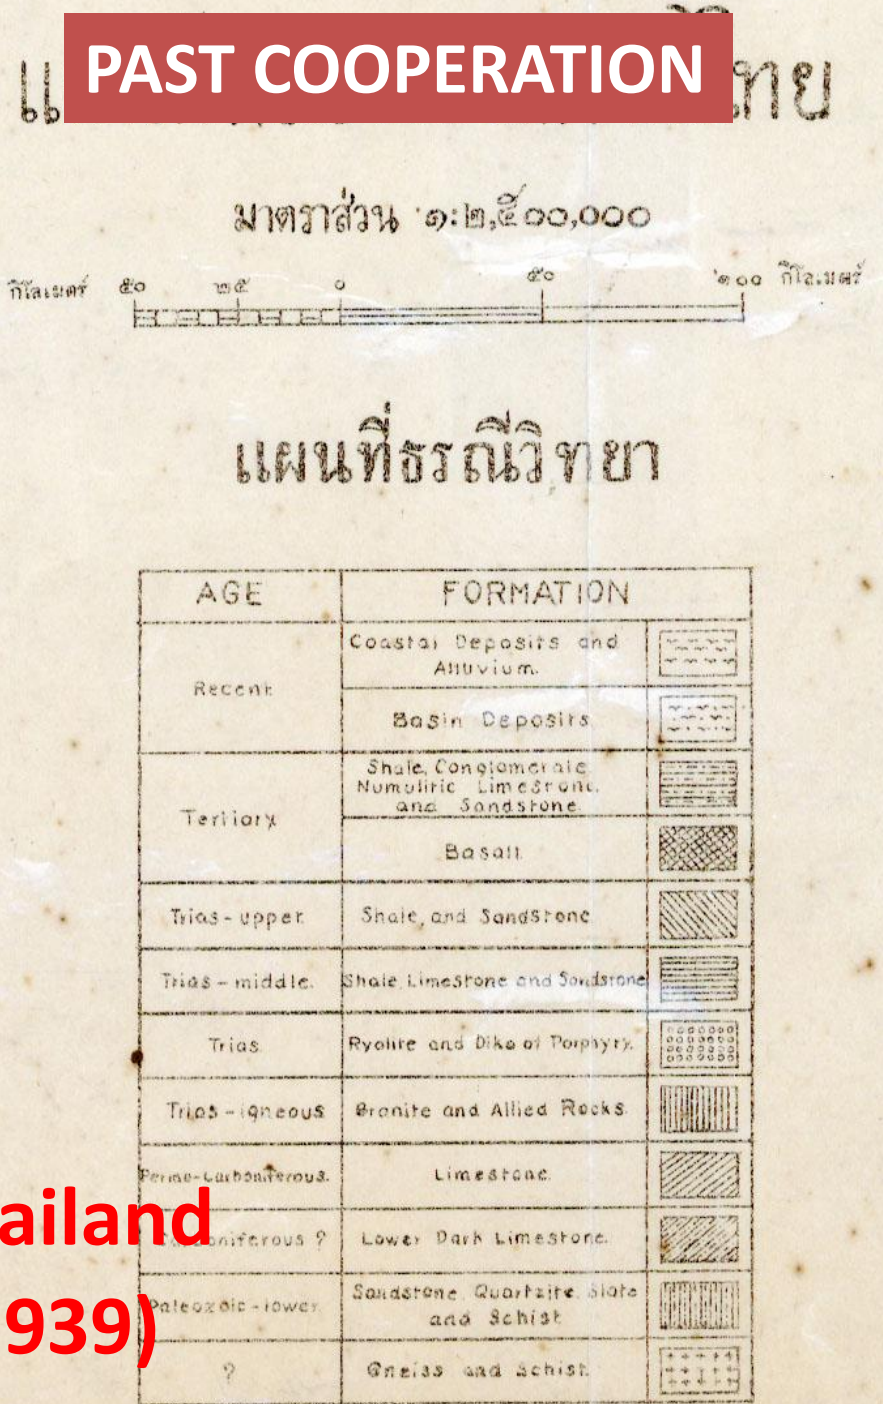 PAST COOPERATION
มาตราส่วน ๑:๒,๕๐๐,๐๐๐
กิโลเมตร์ ๕๐ ๒๕ ๐ ๕๐ ๑๐๐ กิโลเมตร์
แผนที่ธรณีวิทยา
AGE FORMATION
Recent
Coastal Deposits and
Alluvium.
Basin Deposits
Tertiary
Shale, Conglomerate
Numulitic Limestone,
and Sandstone
Basalt
Trias-upper. Shale, and Sandstone
Trias-middle. Shale, Limestone and Sandstone
Trias Ryolite and Dike of Porphyry.
Trias-igneous Granite and Allied Rocks.
Permo-Carboniferous. Limestone.
ailand
Carboniferous ? Lower Dark Limestone.
939)
Paleozoic-lower Sandstone, Quartzite, Slate
and Schist
? Gneiss and Schist.